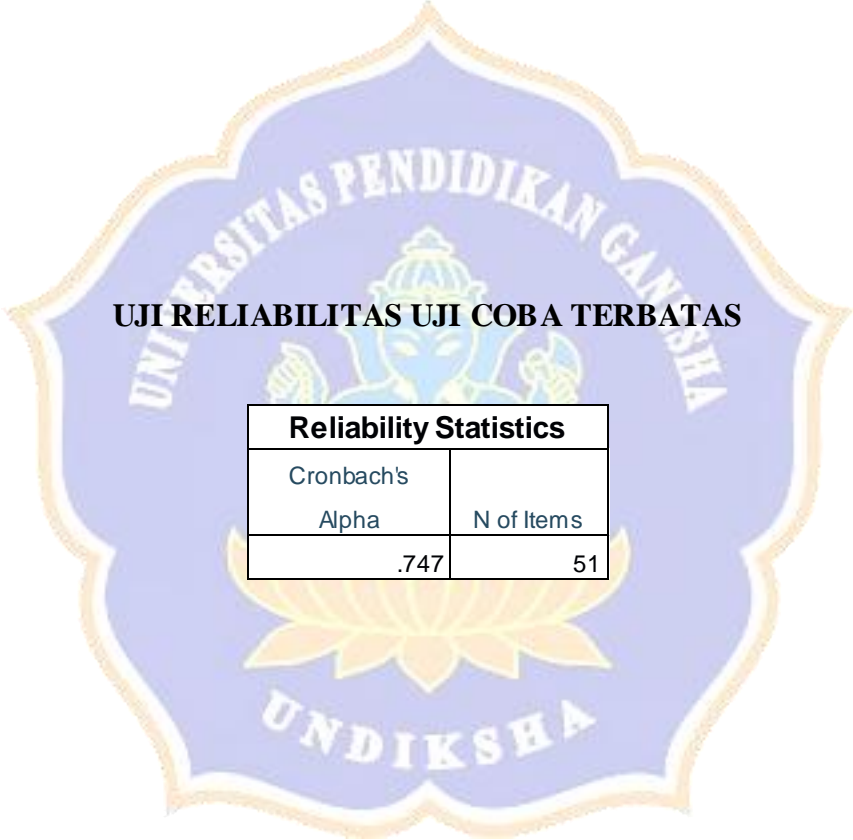 UNIVERSITAS PENDIDIKAN GANESHA
UJI RELIABILITAS UJI COBA TERBATAS
Reliability Statistics
Cronbach's Alpha N of Items
.747 51
UNDIKSHA